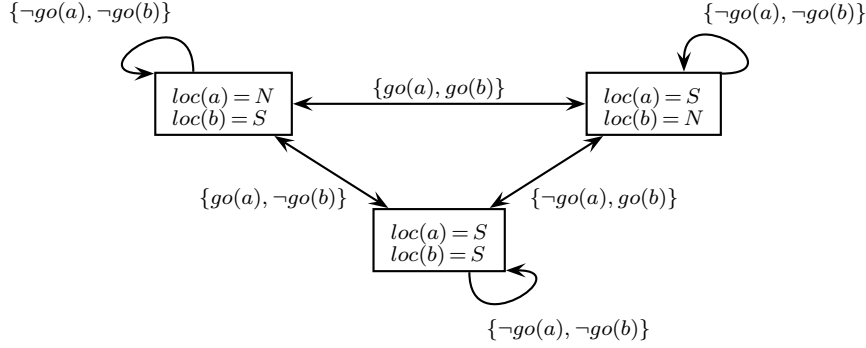 {¬go(a), ¬go(b)}
{¬go(a), ¬go(b)}
loc(a) = N
loc(b) = S
{go(a), go(b)}
loc(a) = S
loc(b) = N
{go(a), ¬go(b)}
{¬go(a), go(b)}
loc(a) = S
loc(b) = S
{¬go(a), ¬go(b)}